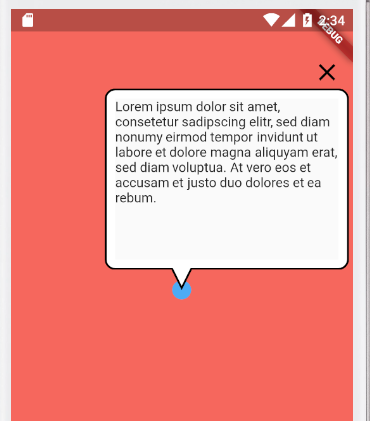 2:34
DEBUG
Lorem ipsum dolor sit amet,
consetetur sadipscing elitr, sed diam
nonumy eirmod tempor invidunt ut
labore et dolore magna aliquyam erat,
sed diam voluptua. At vero eos et
accusam et justo duo dolores et ea
rebum.